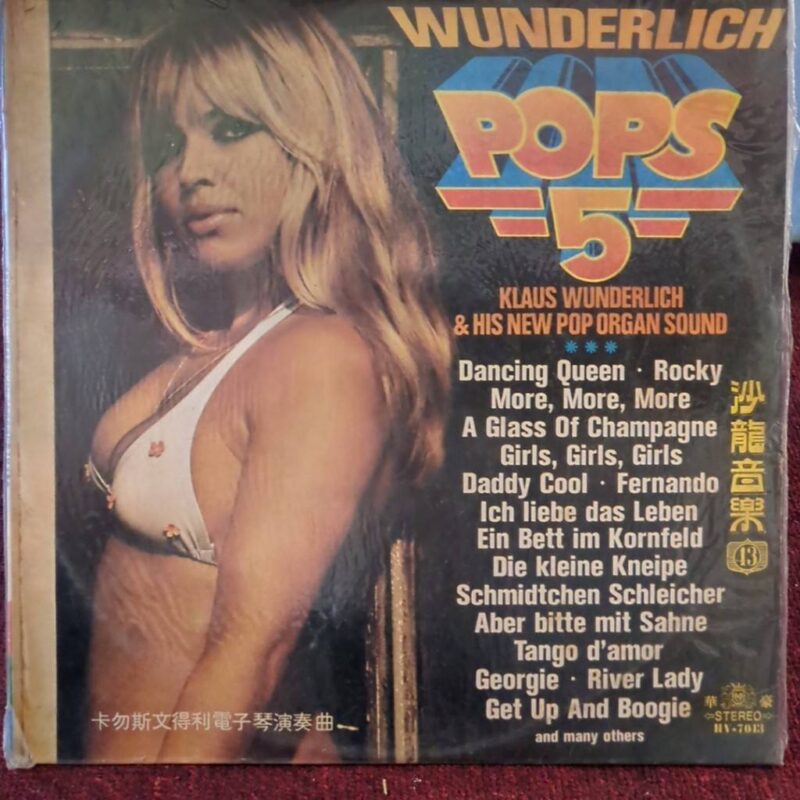 WUNDERLICH
POPS
5
KLAUS WUNDERLICH
& HIS NEW POP ORGAN SOUND
Dancing Queen · Rocky
More, More, More
A Glass Of Champagne
Girls, Girls, Girls
Daddy Cool · Fernando
Ich liebe das Leben
Ein Bett im Kornfeld
Die kleine Kneipe
Schmidtchen Schleicher
Aber bitte mit Sahne
Tango d'amor
Georgie · River Lady
Get Up And Boogie
and many others
沙龍音樂
43
華豪
STEREO
HV-7043
卡勿斯文得利電子琴演奏曲